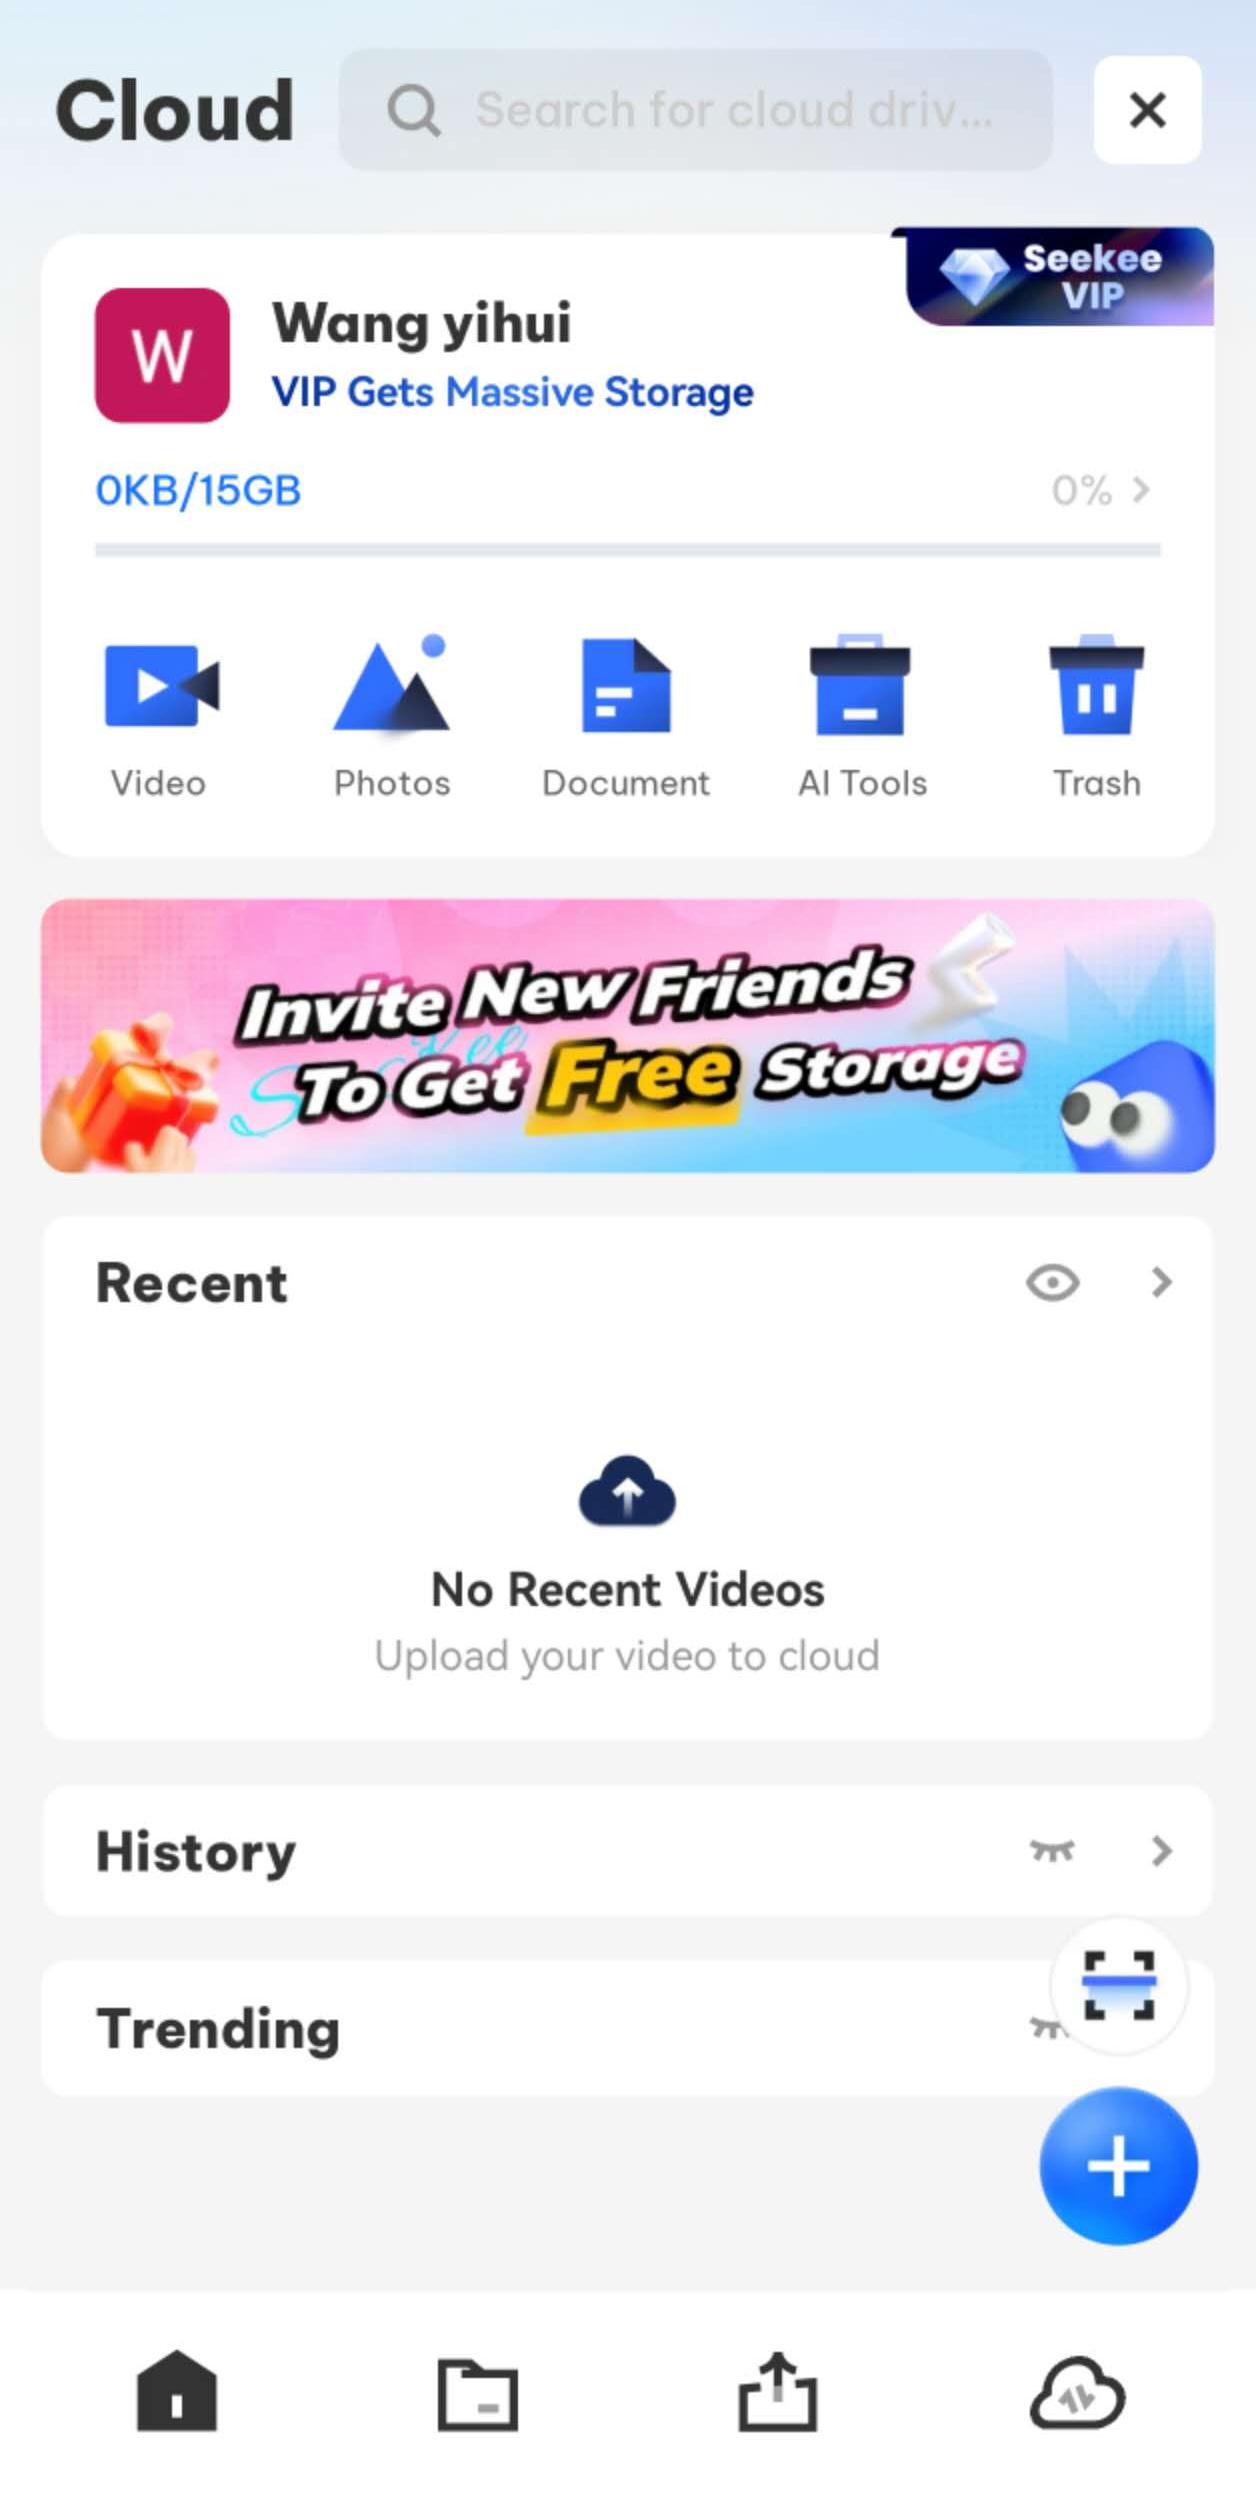 Cloud
Search for cloud driv...
Seekee
VIP
W
Wang yihui
VIP Gets Massive Storage
0KB/15GB
0%
Video
Photos
Document
AI Tools
Trash
Invite New Friends
To Get Free Storage
Recent
No Recent Videos
Upload your video to cloud
History
Trending